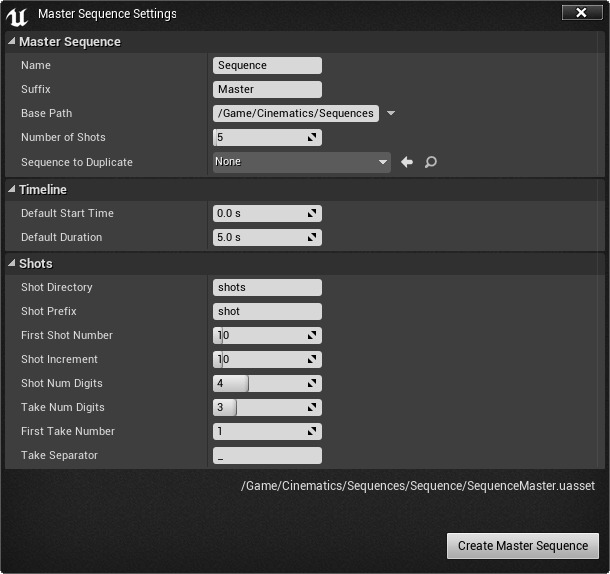 Master Sequence Settings
Master Sequence
Name Sequence
Suffix Master
Base Path /Game/Cinematics/Sequences
Number of Shots 5
Sequence to Duplicate None
Timeline
Default Start Time 0.0 s
Default Duration 5.0 s
Shots
Shot Directory shots
Shot Prefix shot
First Shot Number 10
Shot Increment 10
Shot Num Digits 4
Take Num Digits 3
First Take Number 1
Take Separator _
/Game/Cinematics/Sequences/Sequence/SequenceMaster.uasset
Create Master Sequence